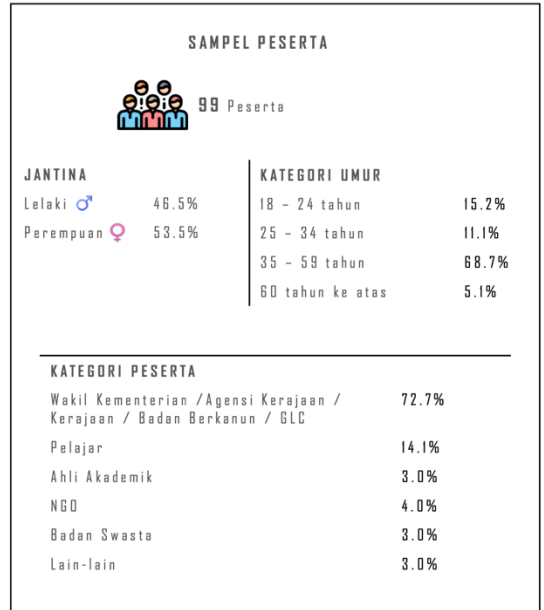 SAMPEL PESERTA
99 Peserta
JANTINA
Lelaki 46.5%
Perempuan 53.5%
KATEGORI UMUR
18 – 24 tahun 15.2%
25 – 34 tahun 11.1%
35 – 59 tahun 68.7%
60 tahun ke atas 5.1%
KATEGORI PESERTA
Wakil Kementerian /Agensi Kerajaan / 72.7%
Kerajaan / Badan Berkanun / GLC
Pelajar 14.1%
Ahli Akademik 3.0%
NGO 4.0%
Badan Swasta 3.0%
Lain-lain 3.0%